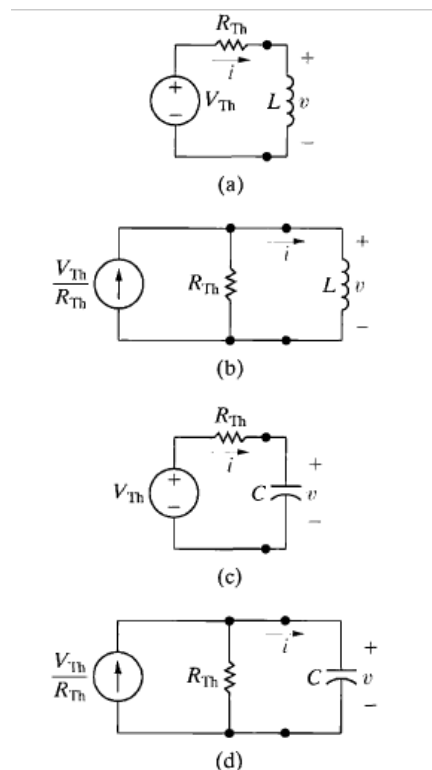 R_Th
+
i
+
V_Th
L
v
−
−
(a)
+
i
V_Th
R_Th
R_Th
L
v
−
(b)
R_Th
+
i
+
V_Th
C
v
−
−
(c)
i
+
V_Th
R_Th
R_Th
C
v
−
(d)